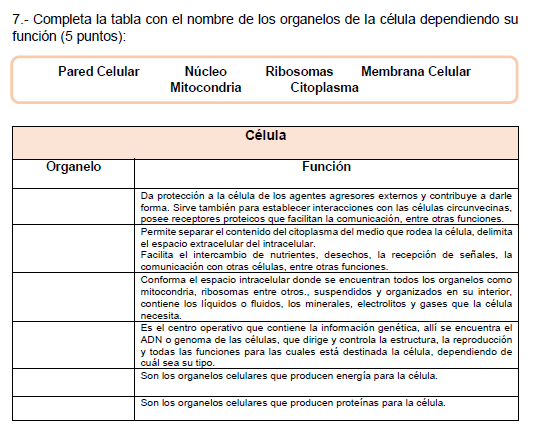 7.- Completa la tabla con el nombre de los organelos de la célula dependiendo su
función (5 puntos):
Pared Celular Núcleo Ribosomas Membrana Celular
Mitocondria Citoplasma
Célula
Organelo Función
Da protección a la célula de los agentes agresores externos y contribuye a darle
forma. Sirve también para establecer interacciones con las células circunvecinas,
posee receptores proteicos que facilitan la comunicación, entre otras funciones.
Permite separar el contenido del citoplasma del medio que rodea la célula, delimita
el espacio extracelular del intracelular.
Facilita el intercambio de nutrientes, desechos, la recepción de señales, la
comunicación con otras células, entre otras funciones.
Conforma el espacio intracelular donde se encuentran todos los organelos como
mitocondria, ribosomas entre otros., suspendidos y organizados en su interior,
contiene los líquidos o fluidos, los minerales, electrolitos y gases que la célula
necesita.
Es el centro operativo que contiene la información genética, allí se encuentra el
ADN o genoma de las células, que dirige y controla la estructura, la reproducción
y todas las funciones para las cuales está destinada la célula, dependiendo de
cuál sea su tipo.
Son los organelos celulares que producen energía para la célula.
Son los organelos celulares que producen proteínas para la célula.